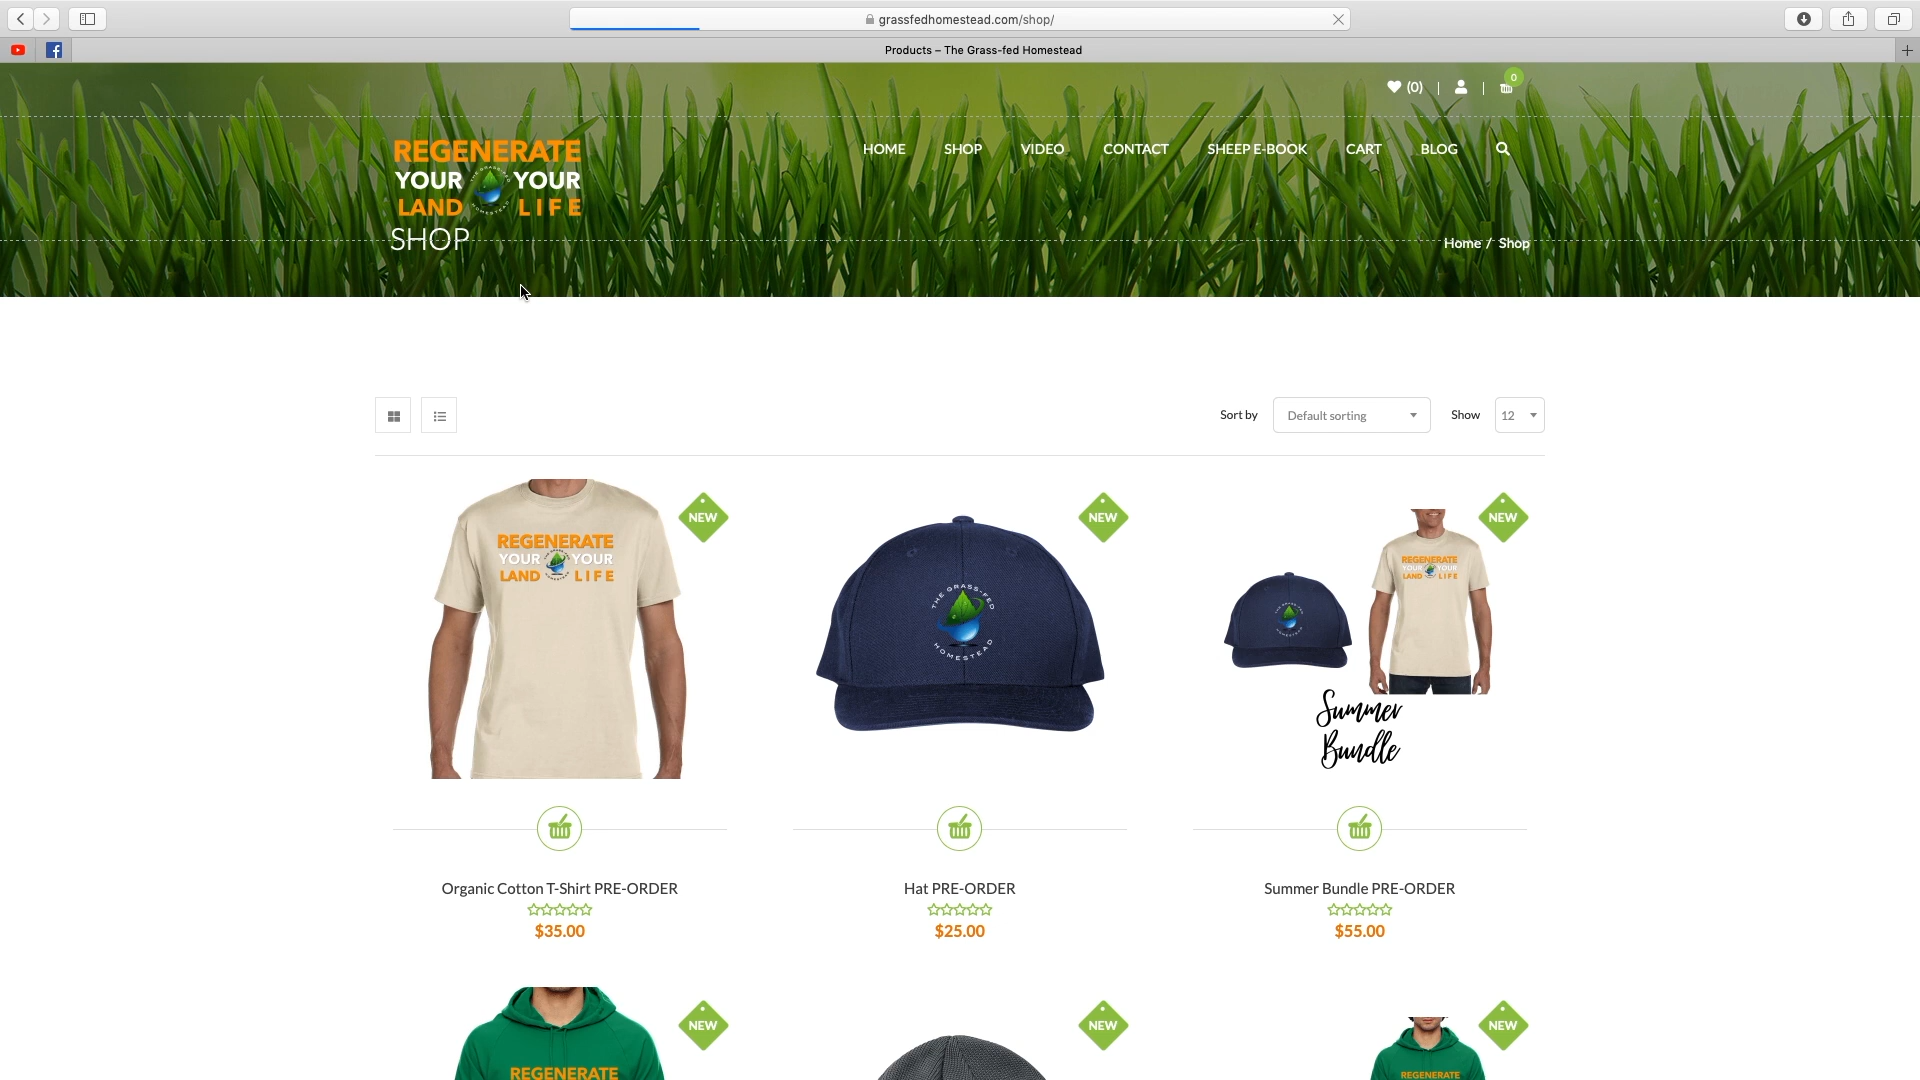 grassfedhomestead.com/shop/
Products – The Grass-fed Homestead
(0) | | 0
REGENERATE
YOUR YOUR
LAND LIFE
HOME SHOP VIDEO CONTACT SHEEP E-BOOK CART BLOG
SHOP
Home / Shop
Sort by Default sorting Show 12
NEW
REGENERATE
YOUR YOUR
LAND LIFE
NEW
THE GRASS-FED
HOMESTEAD
NEW
REGENERATE
YOUR YOUR
LAND LIFE
Summer
Bundle
Organic Cotton T-Shirt PRE-ORDER
$35.00
Hat PRE-ORDER
$25.00
Summer Bundle PRE-ORDER
$55.00
NEW
REGENERATE
NEW
NEW
REGENERATE